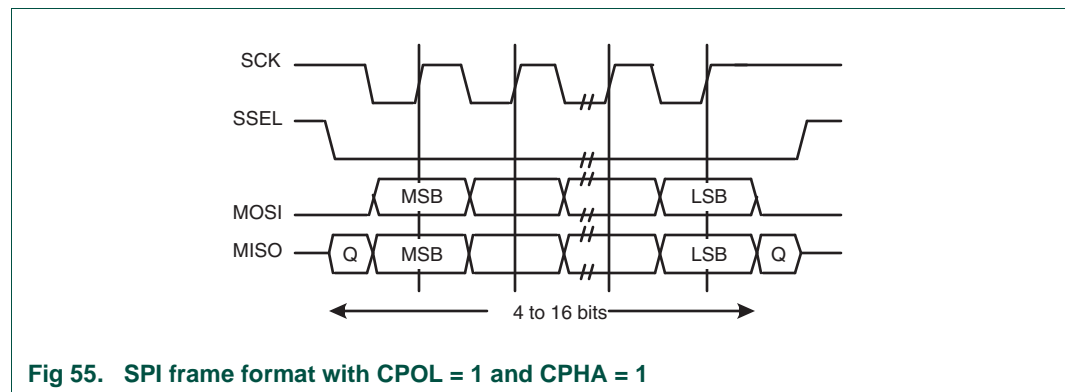 SCK
SSEL
MOSI
MSB
LSB
MISO
Q
MSB
LSB
Q
4 to 16 bits
Fig 55. SPI frame format with CPOL = 1 and CPHA = 1